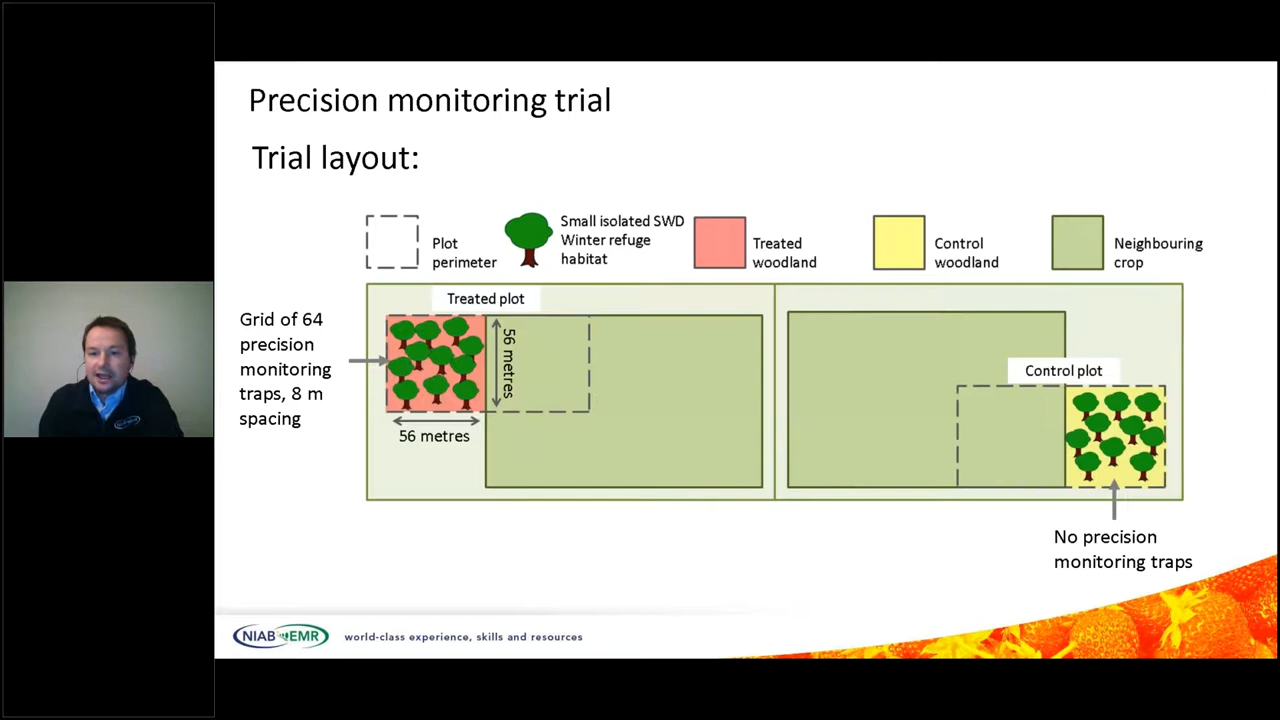 Precision monitoring trial
Trial layout:
Plot
perimeter
Small isolated SWD
Winter refuge
habitat
Treated
woodland
Control
woodland
Neighbouring
crop
Treated plot
Grid of 64
precision
monitoring
traps, 8 m
spacing
56 metres
56 metres
Control plot
No precision
monitoring traps
NIAB EMR
world-class experience, skills and resources